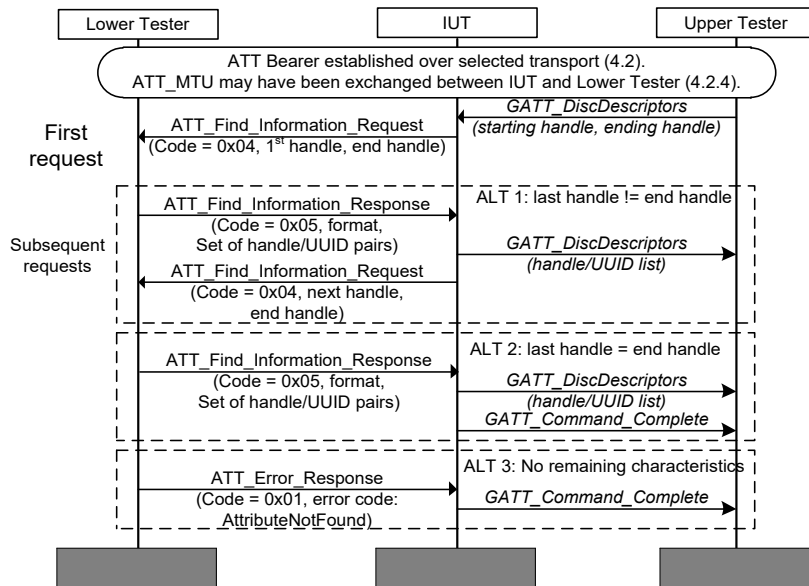 Lower Tester
IUT
Upper Tester
ATT Bearer established over selected transport (4.2).
ATT_MTU may have been exchanged between IUT and Lower Tester (4.2.4).
GATT_DiscDescriptors
(starting handle, ending handle)
First
request
ATT_Find_Information_Request
(Code = 0x04, 1st handle, end handle)
ALT 1: last handle != end handle
ATT_Find_Information_Response
(Code = 0x05, format,
Set of handle/UUID pairs)
Subsequent
requests
GATT_DiscDescriptors
(handle/UUID list)
ATT_Find_Information_Request
(Code = 0x04, next handle,
end handle)
ALT 2: last handle = end handle
ATT_Find_Information_Response
(Code = 0x05, format,
Set of handle/UUID pairs)
GATT_DiscDescriptors
(handle/UUID list)
GATT_Command_Complete
ALT 3: No remaining characteristics
ATT_Error_Response
(Code = 0x01, error code:
AttributeNotFound)
GATT_Command_Complete